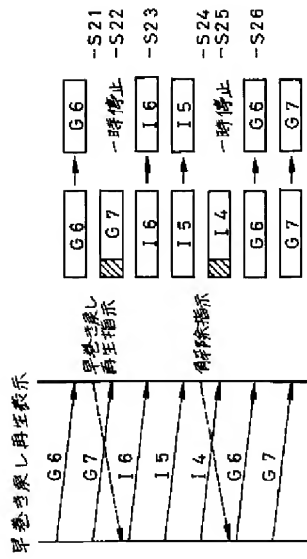 早巻き戻し再生表示
G6
G7
I6
I5
I4
G6
G7
早巻き戻し
再生指示
解除指示
G6
G7
I6
I5
I4
G6
G7
G6
一時停止
I6
I5
一時停止
G6
G7
-S21
-S22
-S23
-S24
-S25
-S26